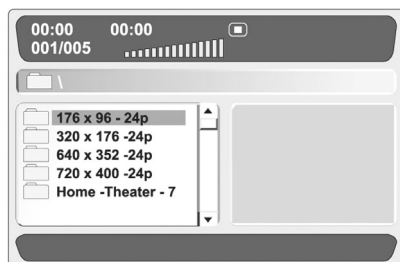 00:00 00:00
001/005
\
176 x 96 - 24p
320 x 176 -24p
640 x 352 -24p
720 x 400 -24p
Home -Theater - 7